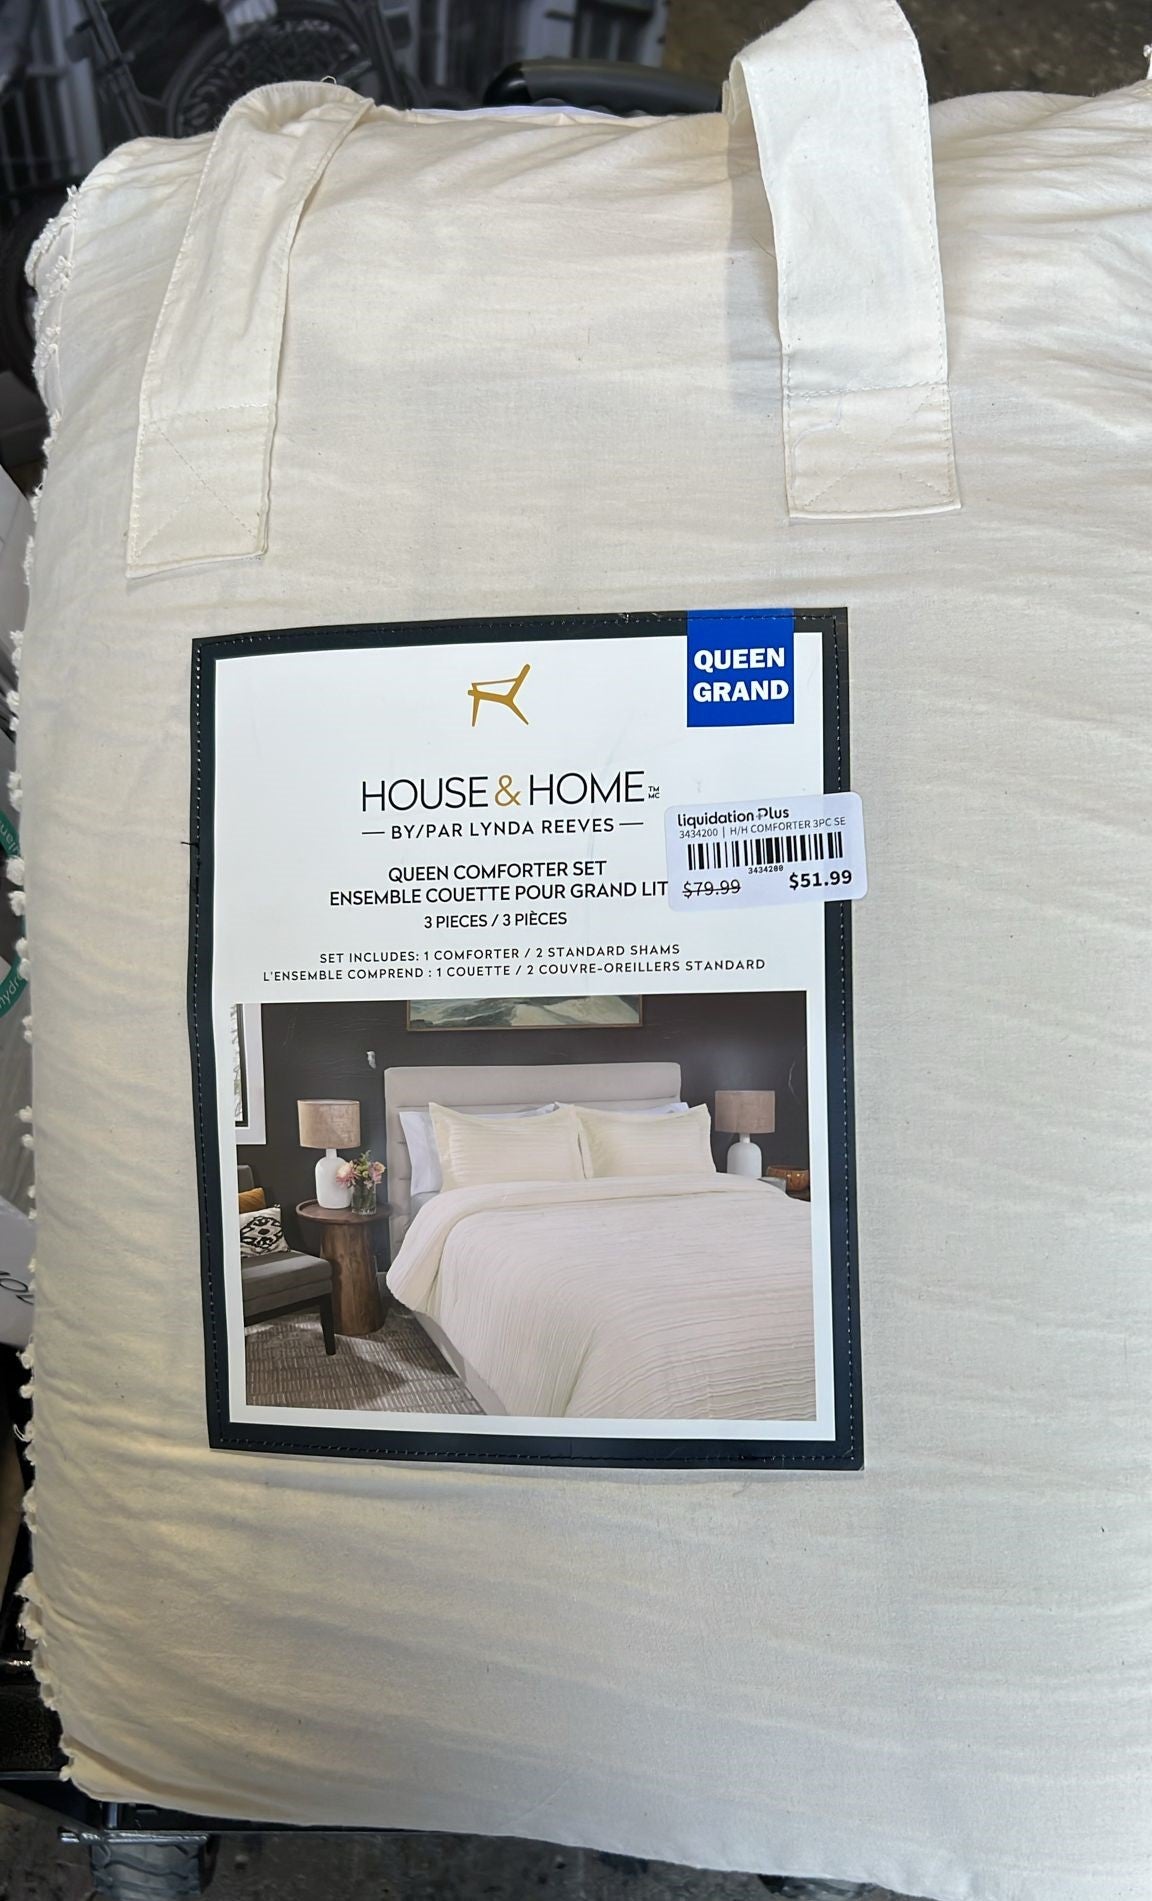 QUEEN
GRAND
HOUSE & HOME TM MC
— BY/PAR LYNDA REEVES —
QUEEN COMFORTER SET
ENSEMBLE COUETTE POUR GRAND LIT
3 PIECES / 3 PIÈCES
SET INCLUDES: 1 COMFORTER / 2 STANDARD SHAMS
L'ENSEMBLE COMPREND : 1 COUETTE / 2 COUVRE-OREILLERS STANDARD
liquidation Plus
3434200 | H/H COMFORTER 3PC SE
3434200
$79.99 $51.99